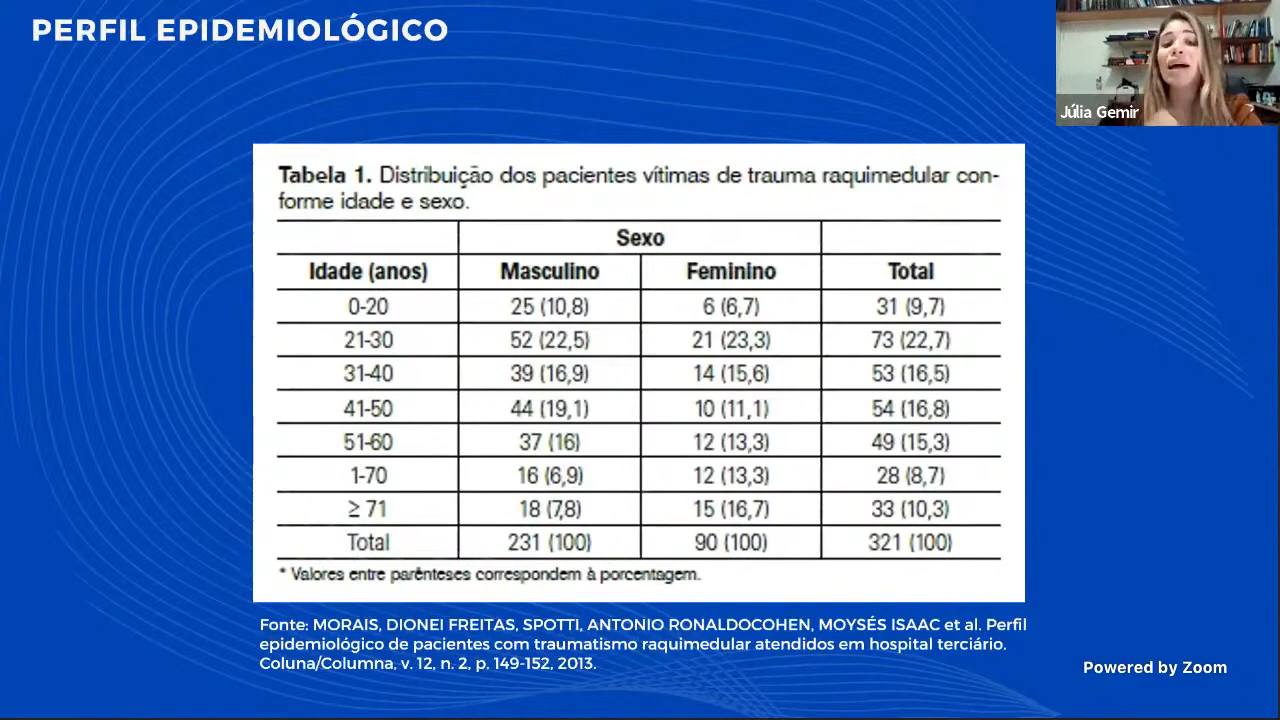 PERFIL EPIDEMIOLÓGICO
Júlia Gemir
Tabela 1. Distribuição dos pacientes vítimas de trauma raquimedular con-
forme idade e sexo.
Sexo
Idade (anos) Masculino Feminino Total
0-20 25 (10,8) 6 (6,7) 31 (9,7)
21-30 52 (22,5) 21 (23,3) 73 (22,7)
31-40 39 (16,9) 14 (15,6) 53 (16,5)
41-50 44 (19,1) 10 (11,1) 54 (16,8)
51-60 37 (16) 12 (13,3) 49 (15,3)
1-70 16 (6,9) 12 (13,3) 28 (8,7)
≥ 71 18 (7,8) 15 (16,7) 33 (10,3)
Total 231 (100) 90 (100) 321 (100)
* Valores entre parênteses correspondem à porcentagem.
Fonte: MORAIS, DIONEI FREITAS, SPOTTI, ANTONIO RONALDOCOHEN, MOYSÉS ISAAC et al. Perfil
epidemiológico de pacientes com traumatismo raquimedular atendidos em hospital terciário.
Coluna/Columna, v. 12, n. 2, p. 149-152, 2013.
Powered by Zoom